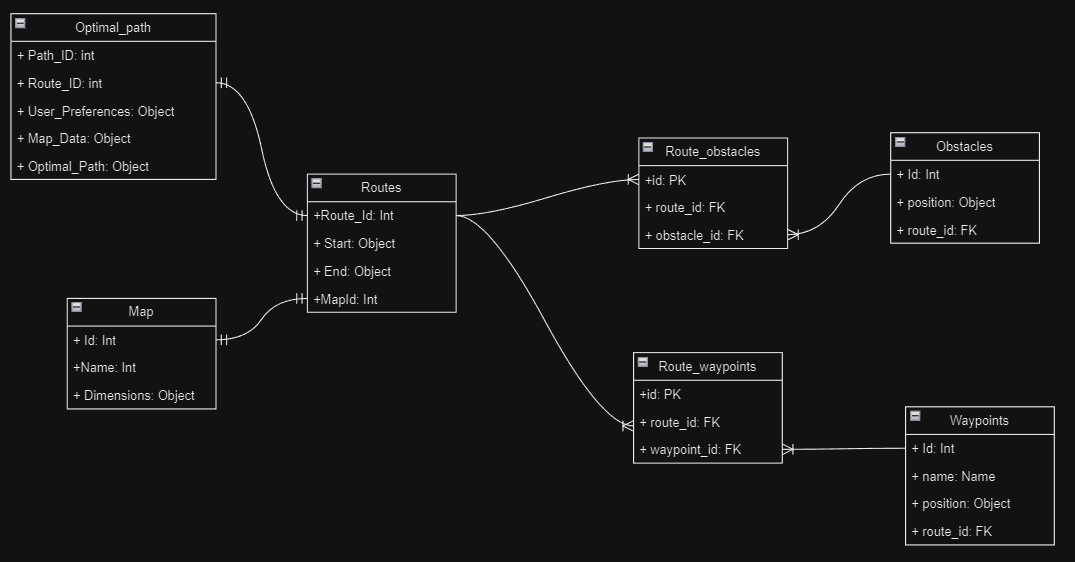 Optimal_path
+ Path_ID: int
+ Route_ID: int
+ User_Preferences: Object
+ Map_Data: Object
+ Optimal_Path: Object
Routes
+Route_Id: Int
+ Start: Object
+ End: Object
+MapId: Int
Map
+ Id: Int
+Name: Int
+ Dimensions: Object
Route_obstacles
+id: PK
+ route_id: FK
+ obstacle_id: FK
Obstacles
+ Id: Int
+ position: Object
+ route_id: FK
Route_waypoints
+id: PK
+ route_id: FK
+ waypoint_id: FK
Waypoints
+ Id: Int
+ name: Name
+ position: Object
+ route_id: FK